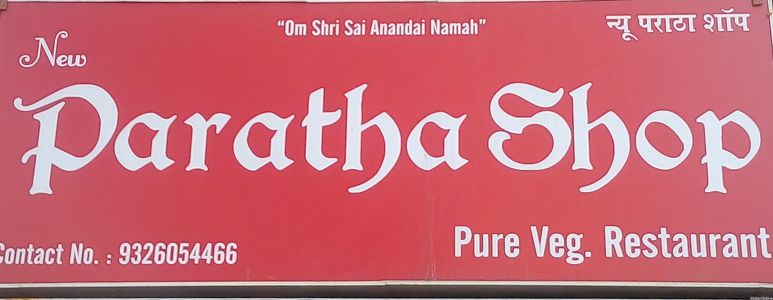 "Om Shri Sai Anandai Namah"
न्यू पराठा शॉप
New
Paratha Shop
Contact No. : 9326054466
Pure Veg. Restaurant